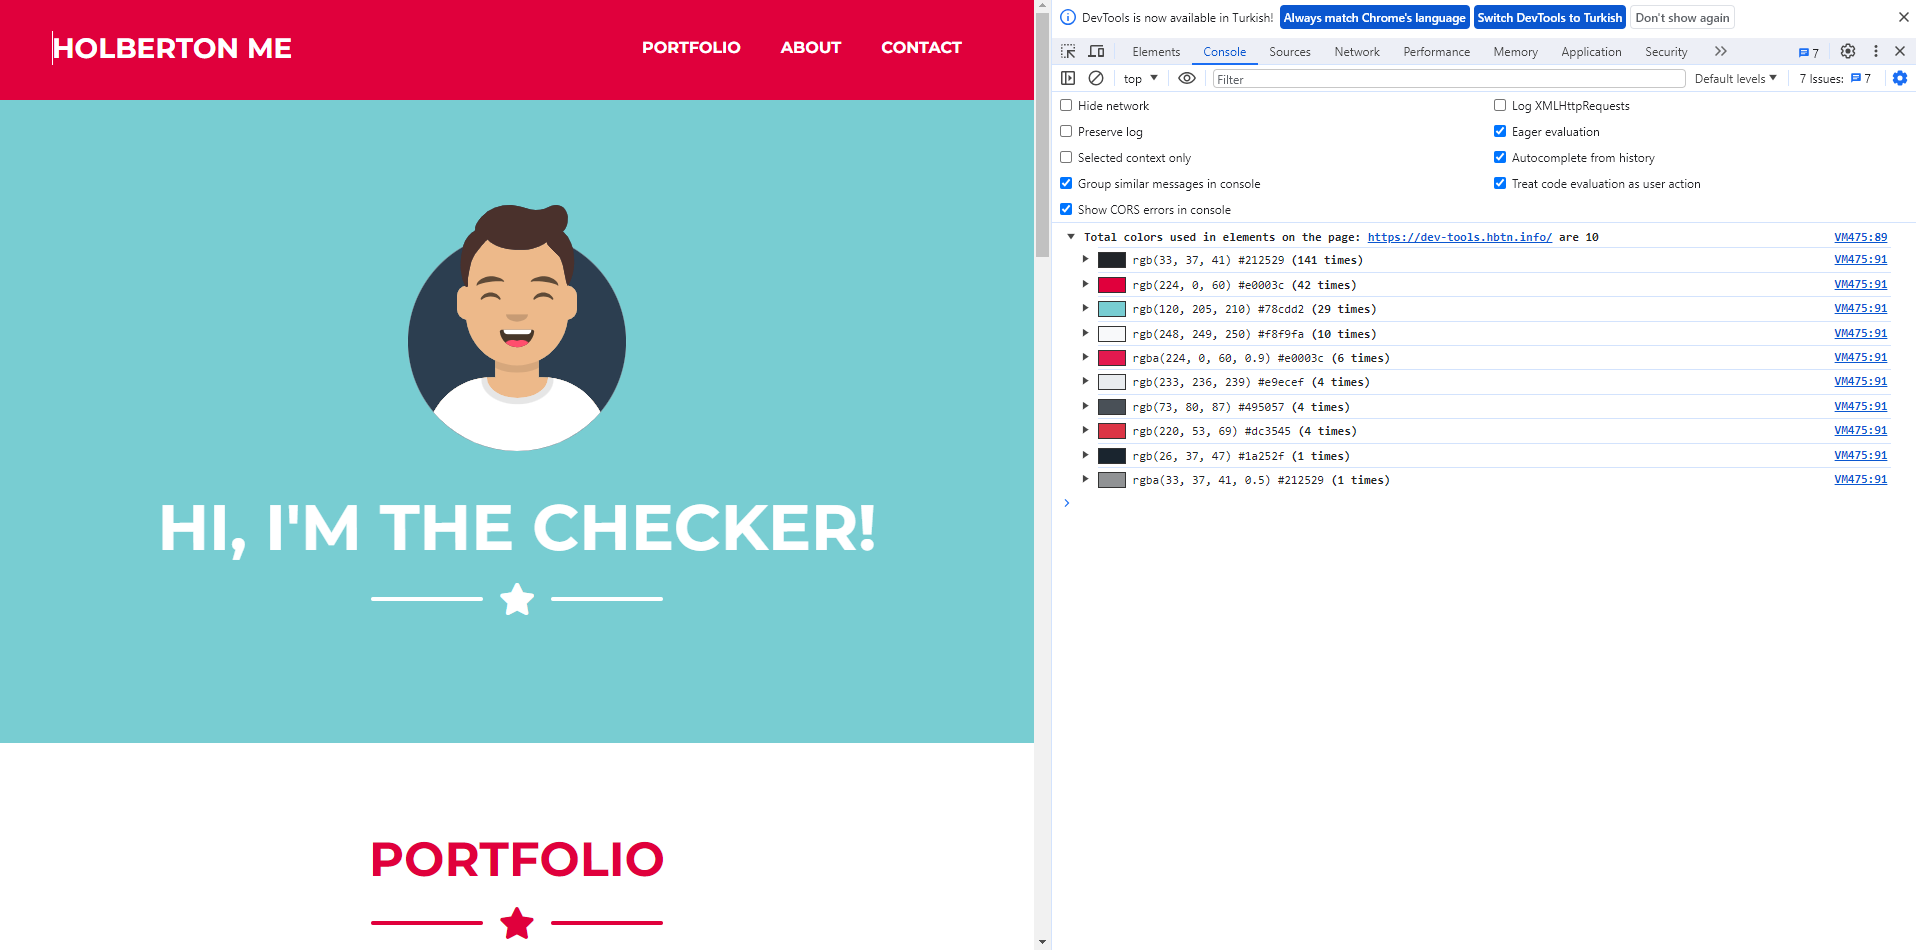 HOLBERTON ME
PORTFOLIO ABOUT CONTACT
HI, I'M THE CHECKER!
PORTFOLIO
DevTools is now available in Turkish! Always match Chrome's language Switch DevTools to Turkish Don't show again
Elements Console Sources Network Performance Memory Application Security 7
top Filter Default levels 7 Issues: 7
Hide network
Log XMLHttpRequests
Preserve log
Eager evaluation
Selected context only
Autocomplete from history
Group similar messages in console
Treat code evaluation as user action
Show CORS errors in console
Total colors used in elements on the page: https://dev-tools.hbtn.info/ are 10 VM475:89
rgb(33, 37, 41) #212529 (141 times) VM475:91
rgb(224, 0, 60) #e0003c (42 times) VM475:91
rgb(120, 205, 210) #78cdd2 (29 times) VM475:91
rgb(248, 249, 250) #f8f9fa (10 times) VM475:91
rgba(224, 0, 60, 0.9) #e0003c (6 times) VM475:91
rgb(233, 236, 239) #e9ecef (4 times) VM475:91
rgb(73, 80, 87) #495057 (4 times) VM475:91
rgb(220, 53, 69) #dc3545 (4 times) VM475:91
rgb(26, 37, 47) #1a252f (1 times) VM475:91
rgba(33, 37, 41, 0.5) #212529 (1 times) VM475:91